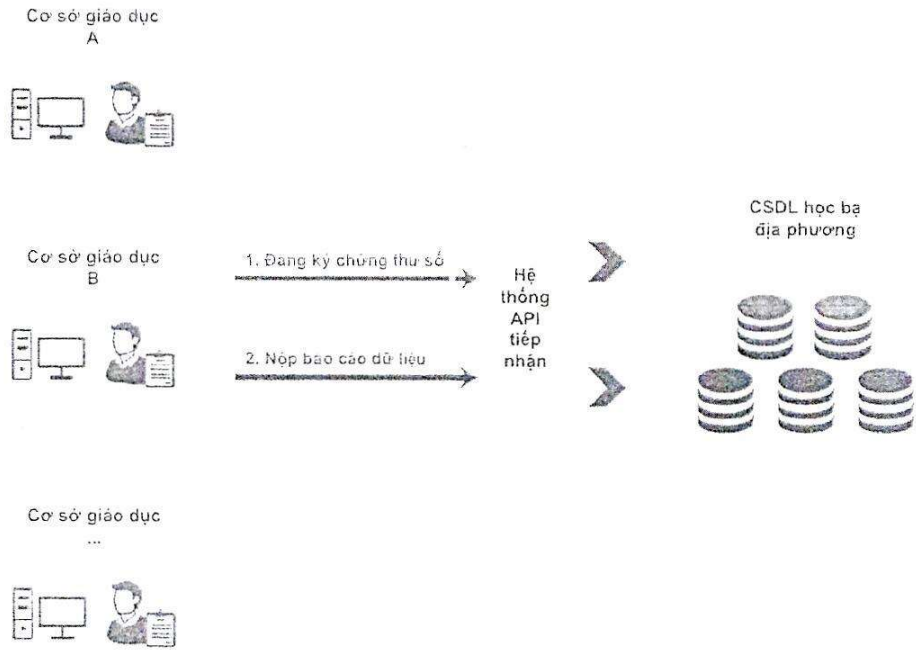 Cơ sở giáo dục
A
Cơ sở giáo dục
B
1. Đăng ký chứng thư số
2. Nộp báo cáo dữ liệu
Hệ
thống
API
tiếp
nhận
CSDL học bạ
địa phương
Cơ sở giáo dục
...